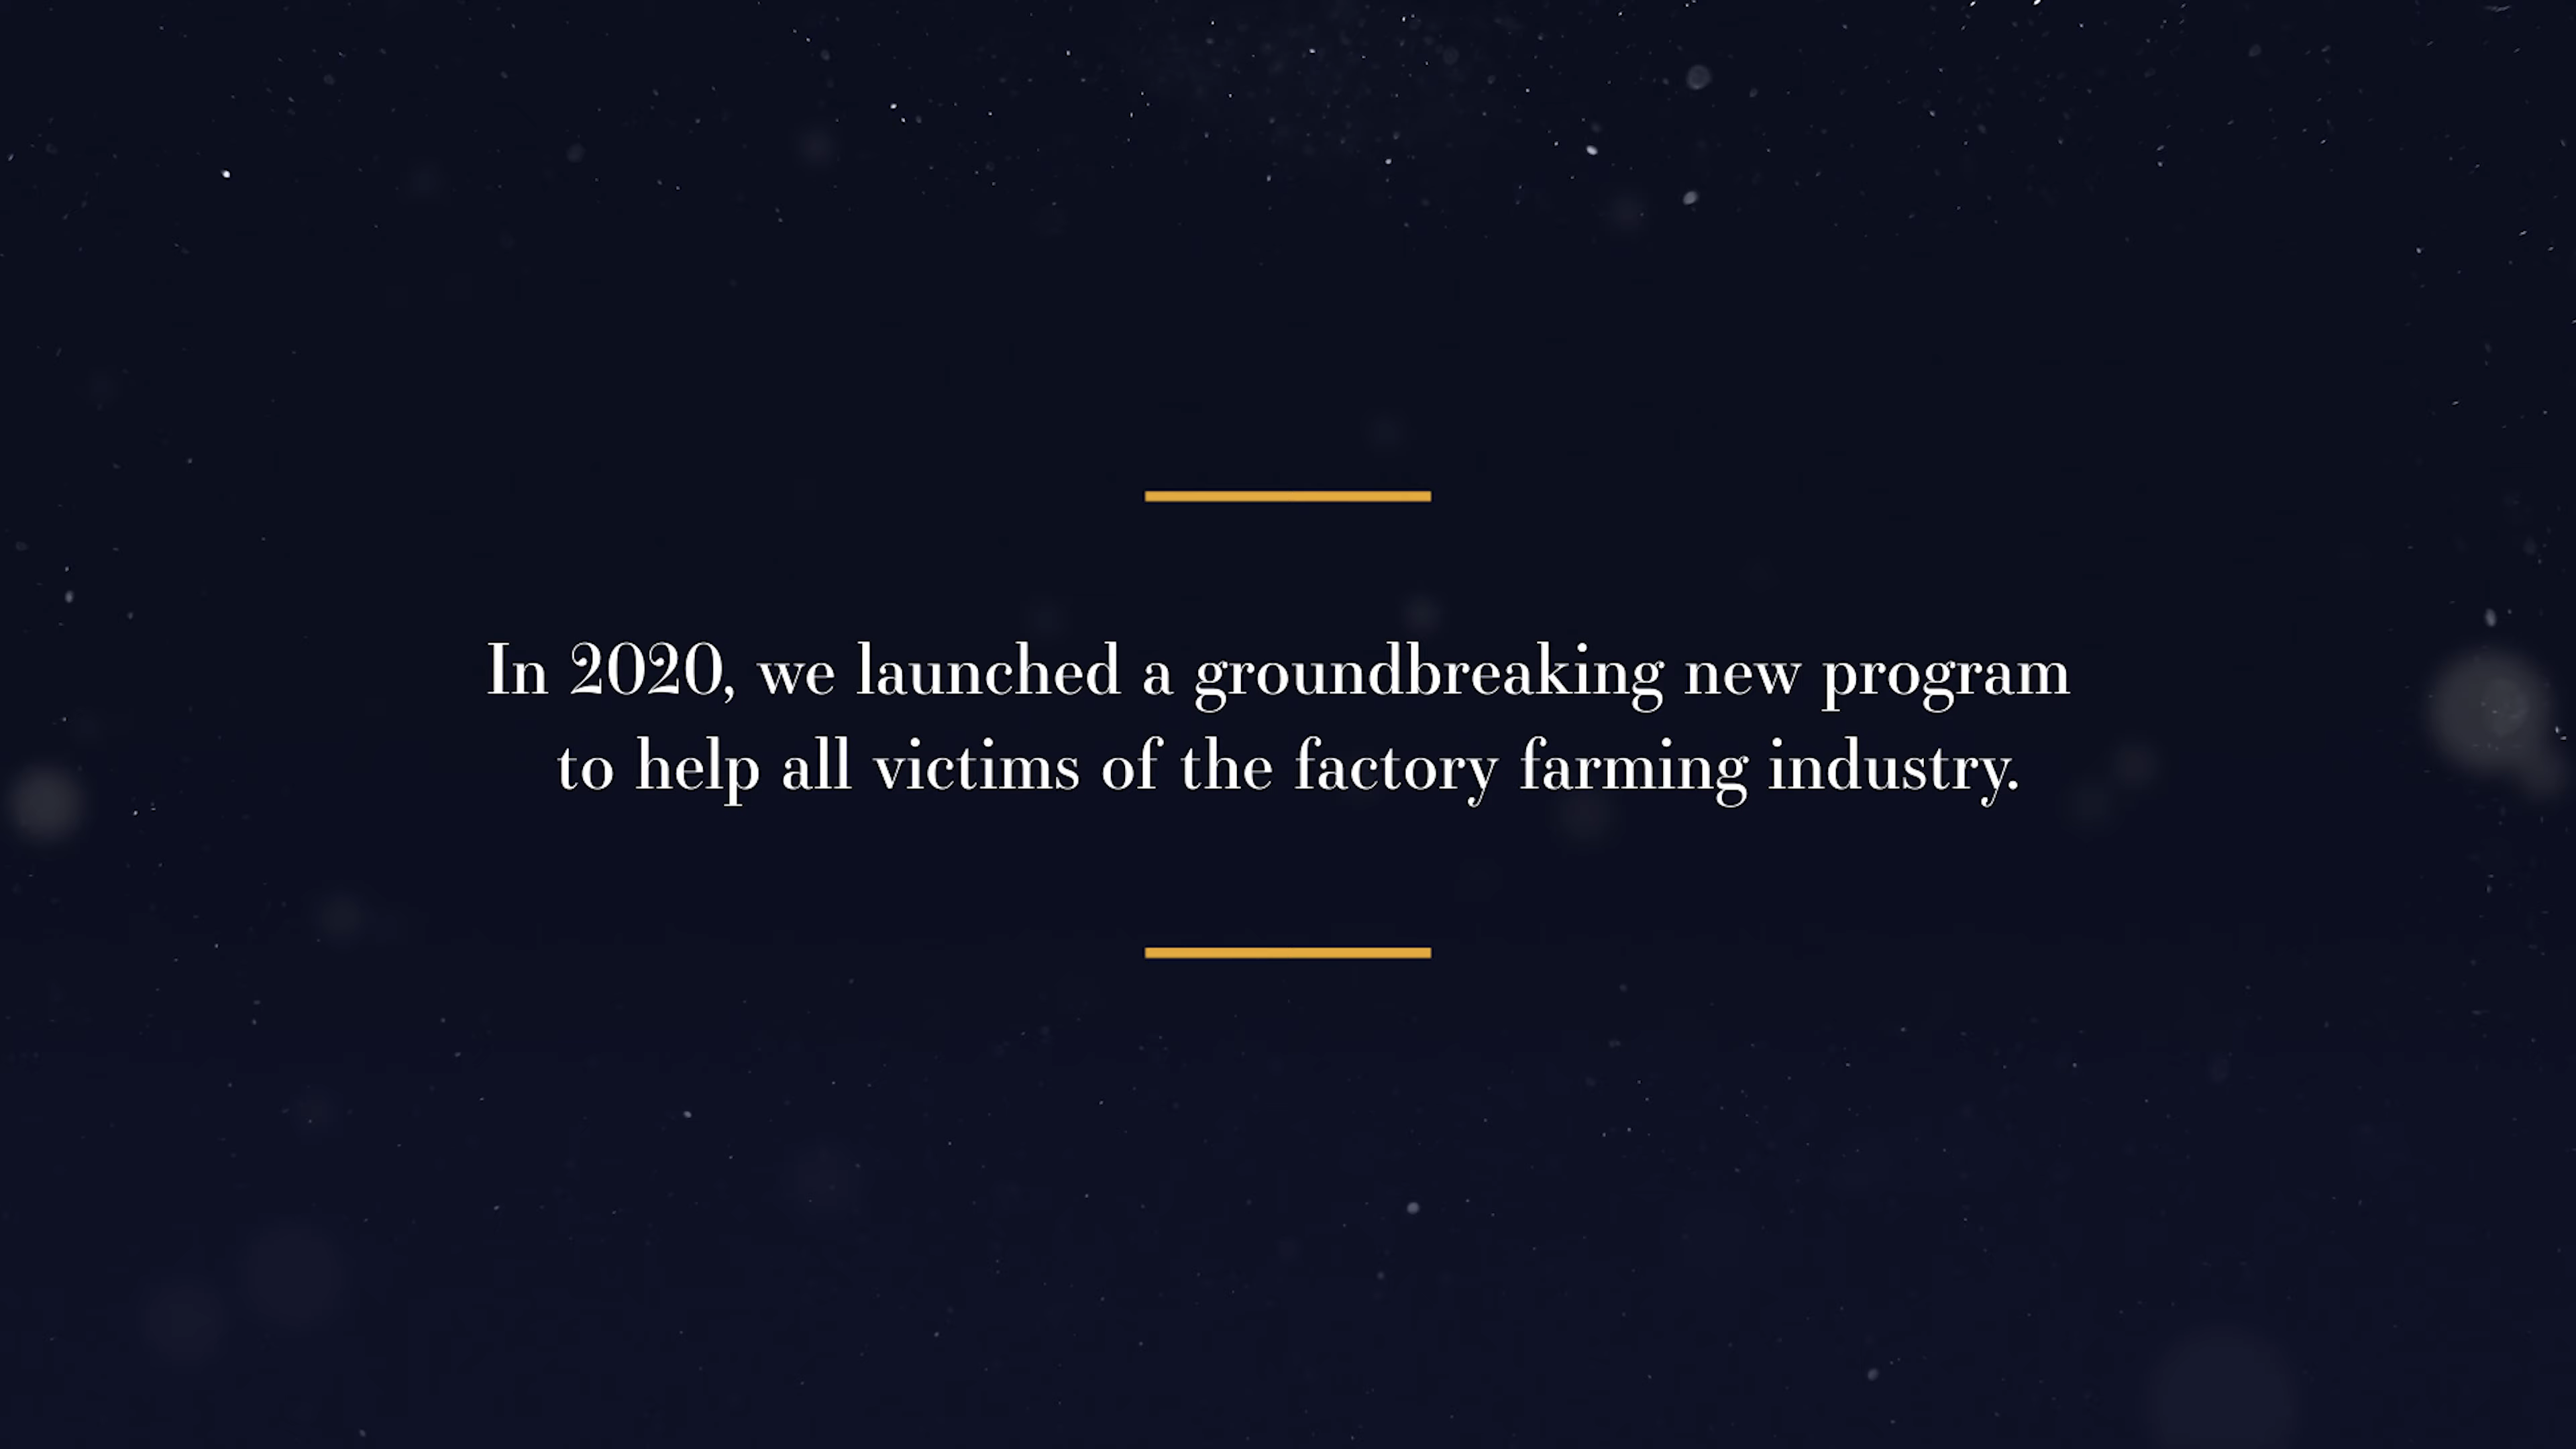 In 2020, we launched a groundbreaking new program
to help all victims of the factory farming industry.